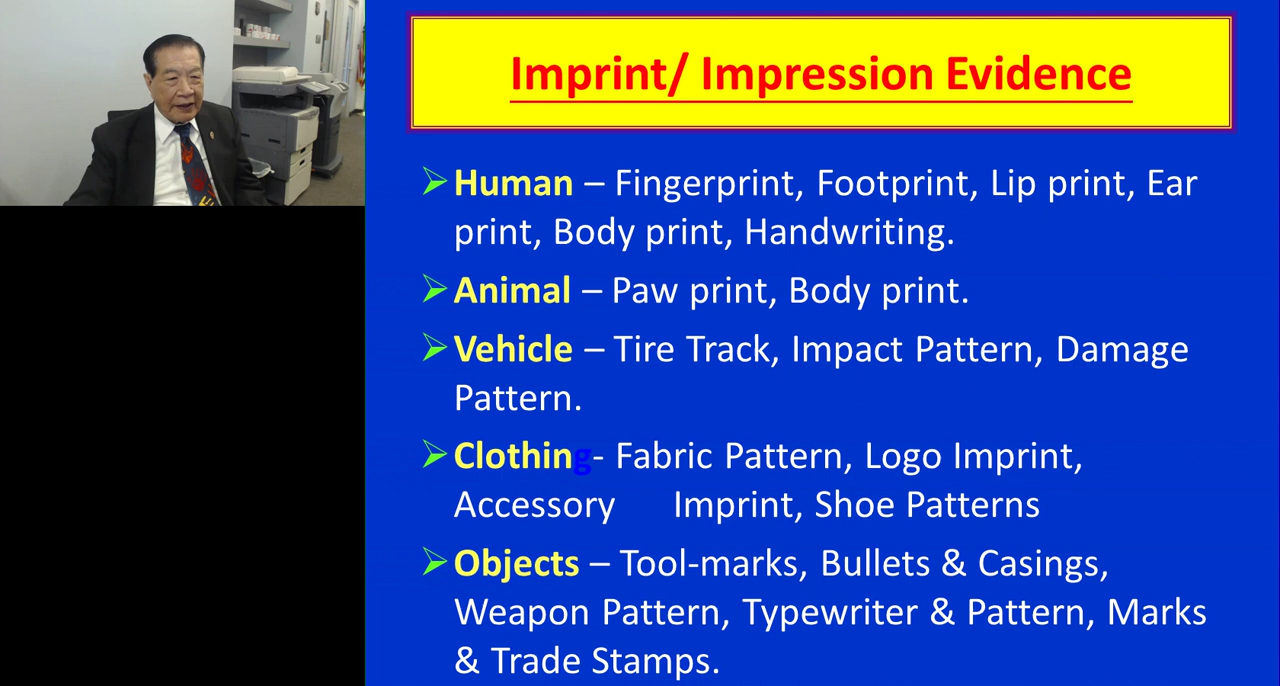 Imprint/ Impression Evidence
Human – Fingerprint, Footprint, Lip print, Ear
print, Body print, Handwriting.
Animal – Paw print, Body print.
Vehicle – Tire Track, Impact Pattern, Damage
Pattern.
Clothing- Fabric Pattern, Logo Imprint,
Accessory Imprint, Shoe Patterns
Objects – Tool-marks, Bullets & Casings,
Weapon Pattern, Typewriter & Pattern, Marks
& Trade Stamps.